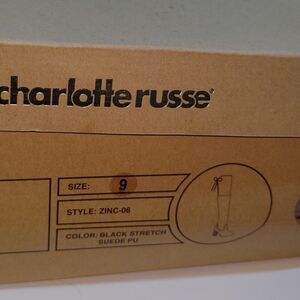 charlotte russe
SIZE: 9
STYLE: ZINC-06
COLOR: BLACK STRETCH
SUEDE PU